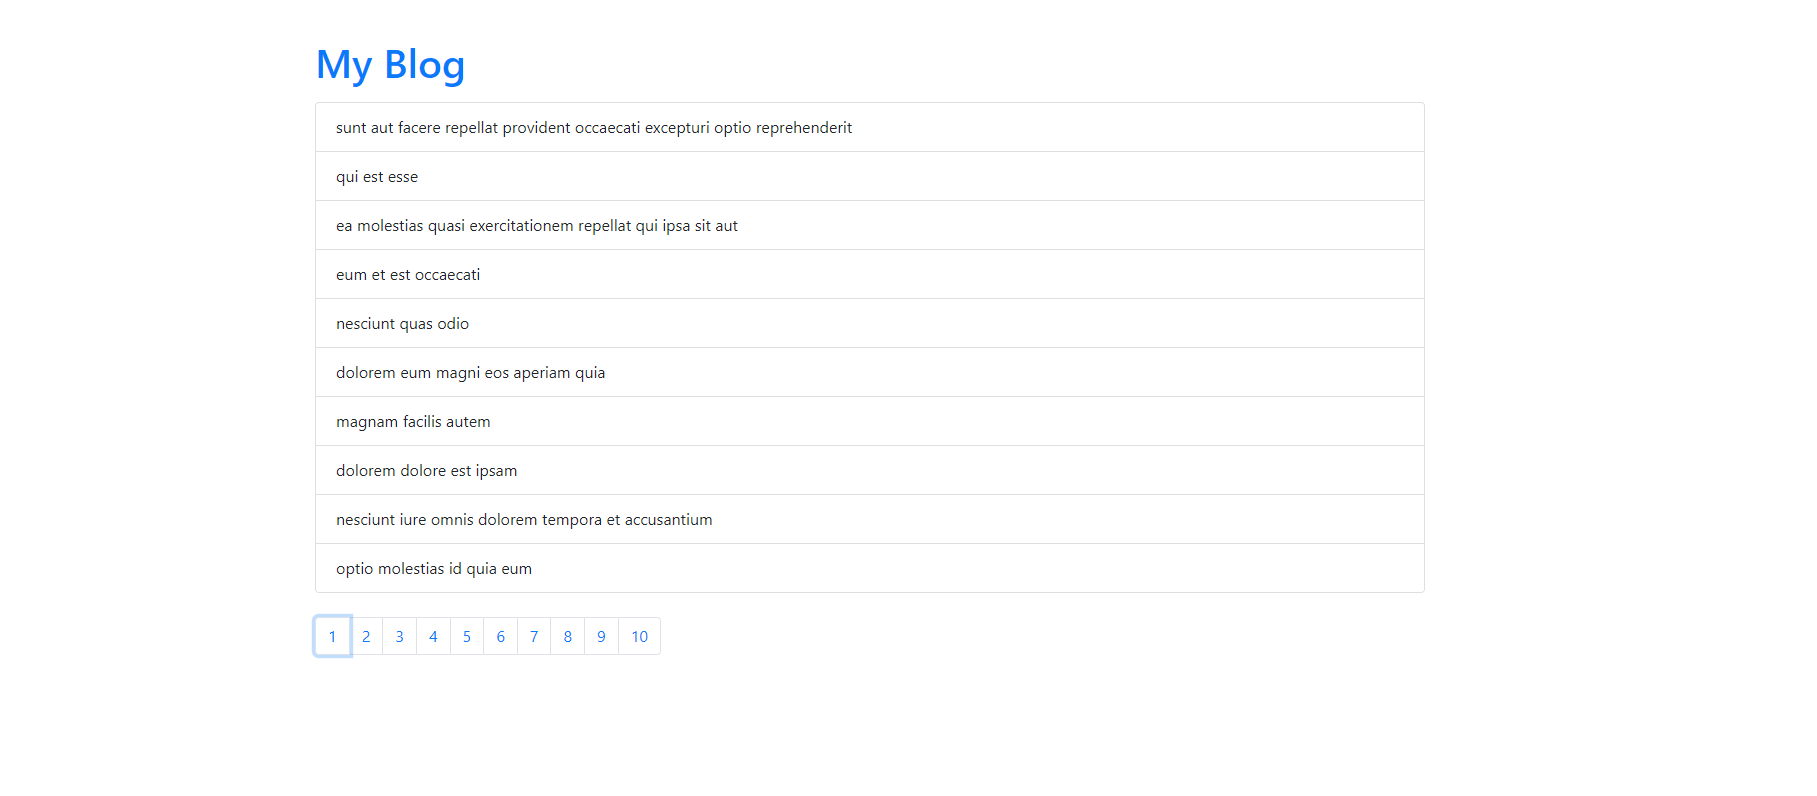 My Blog
sunt aut facere repellat provident occaecati excepturi optio reprehenderit
qui est esse
ea molestias quasi exercitationem repellat qui ipsa sit aut
eum et est occaecati
nesciunt quas odio
dolorem eum magni eos aperiam quia
magnam facilis autem
dolorem dolore est ipsam
nesciunt iure omnis dolorem tempora et accusantium
optio molestias id quia eum
1 2 3 4 5 6 7 8 9 10